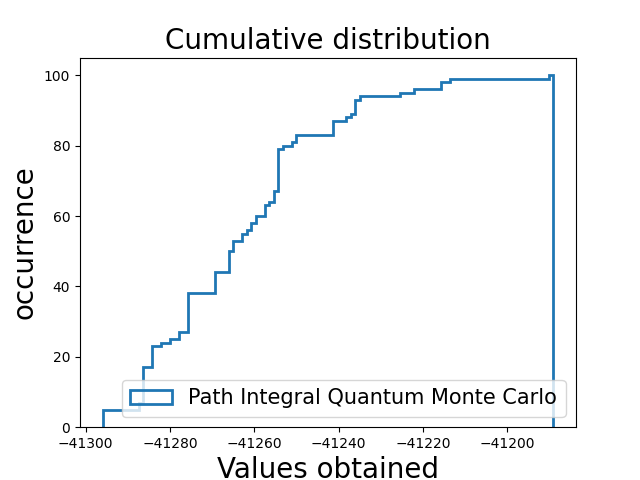 Cumulative distribution
100
80
60
40
20
0
occurrence
Path Integral Quantum Monte Carlo
−41300 −41280 −41260 −41240 −41220 −41200
Values obtained